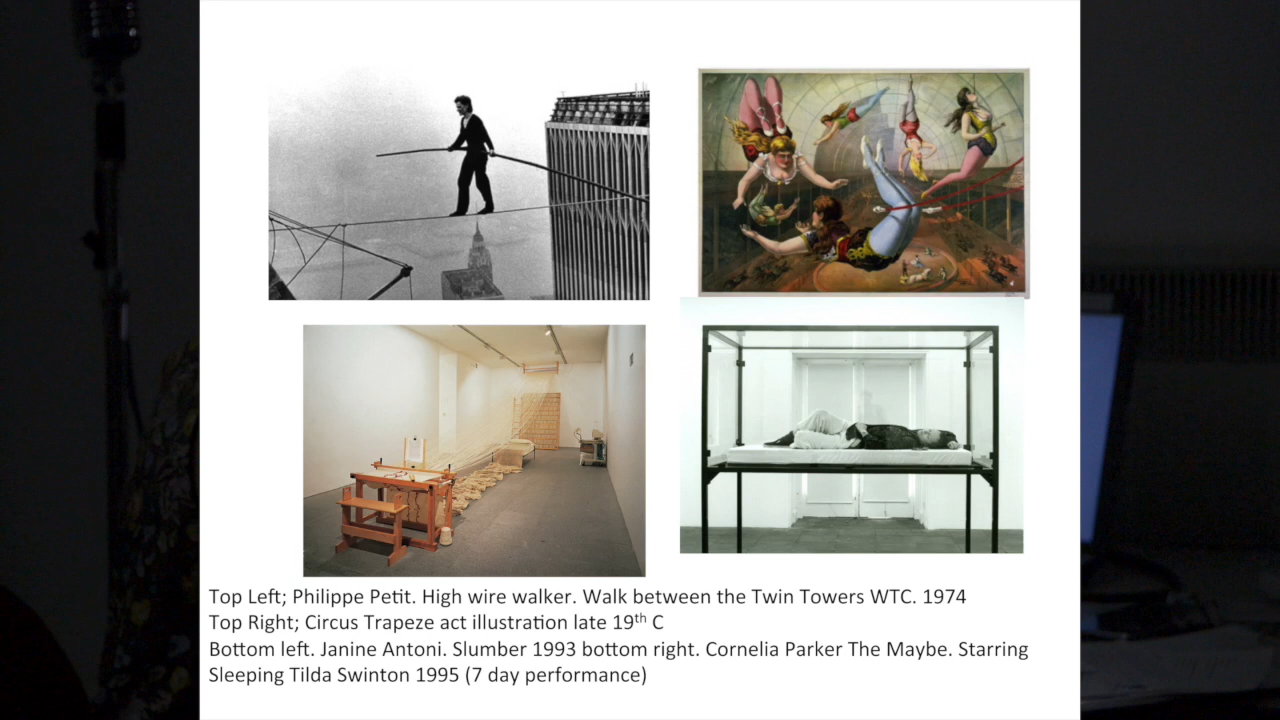 Top Left; Philippe Petit. High wire walker. Walk between the Twin Towers WTC. 1974
Top Right; Circus Trapeze act illustration late 19th C
Bottom left. Janine Antoni. Slumber 1993 bottom right. Cornelia Parker The Maybe. Starring
Sleeping Tilda Swinton 1995 (7 day performance)